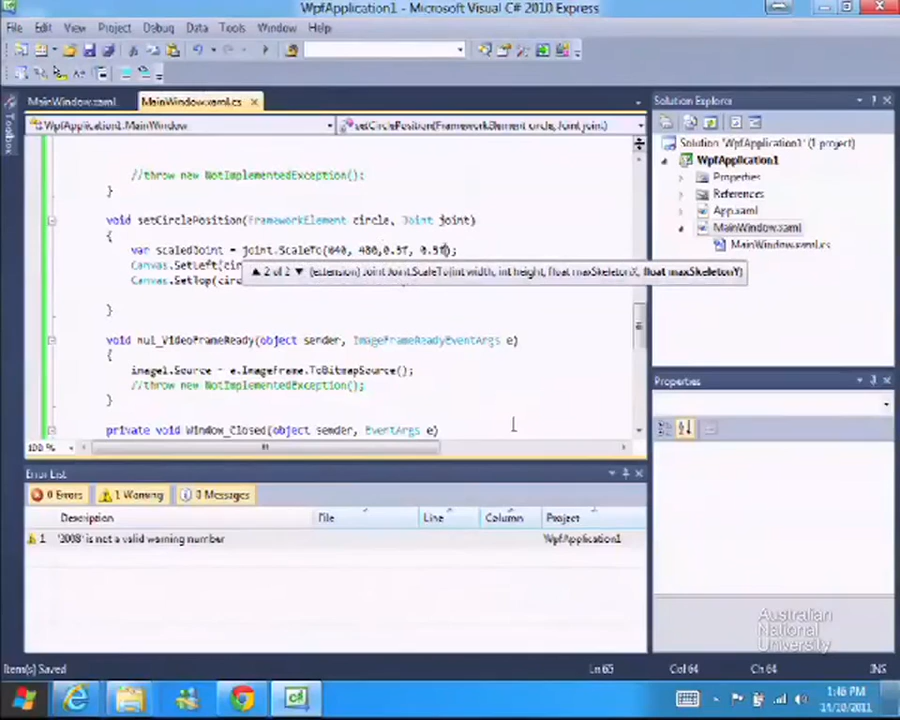 WpfApplication1 - Microsoft Visual C# 2010 Express
File Edit View Project Debug Data Tools Window Help
MainWindow.xaml MainWindow.xaml.cs
Toolbox
WpfApplication1.MainWindow setCirclePosition(FrameworkElement circle, Joint joint)
//throw new NotImplementedException();
}
void setCirclePosition(FrameworkElement circle, Joint joint)
{
var scaledJoint = joint.ScaleTo(640, 480,0.5f, 0.5f);
Canvas.SetLeft(cir
2 of 2 (extension) Joint Joint.ScaleTo(int width, int height, float maxSkeletonX, float maxSkeletonY)
Canvas.SetTop(circ
}
void nui_VideoFrameReady(object sender, ImageFrameReadyEventArgs e)
{
image1.Source = e.ImageFrame.ToBitmapSource();
//throw new NotImplementedException();
}
private void Window_Closed(object sender, EventArgs e)
100 %
Solution Explorer
Solution 'WpfApplication1' (1 project)
WpfApplication1
Properties
References
App.xaml
MainWindow.xaml
MainWindow.xaml.cs
Properties
Error List
0 Errors 1 Warning 0 Messages
Description File Line Column Project
1 '2008' is not a valid warning number WpfApplication1
Australian
National
University
Item(s) Saved Ln 65 Col 64 Ch 64 INS
1:46 PM
14/10/2011